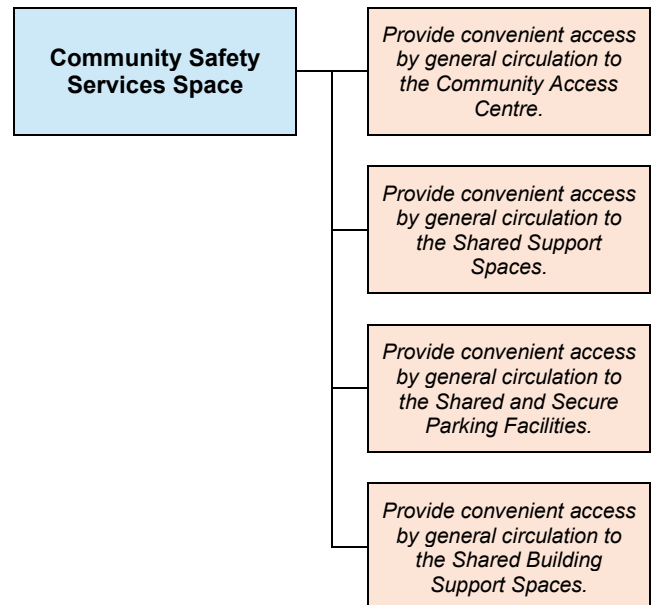 Community Safety
Services Space
Provide convenient access
by general circulation to
the Community Access
Centre.
Provide convenient access
by general circulation to
the Shared Support
Spaces.
Provide convenient access
by general circulation to
the Shared and Secure
Parking Facilities.
Provide convenient access
by general circulation to
the Shared Building
Support Spaces.